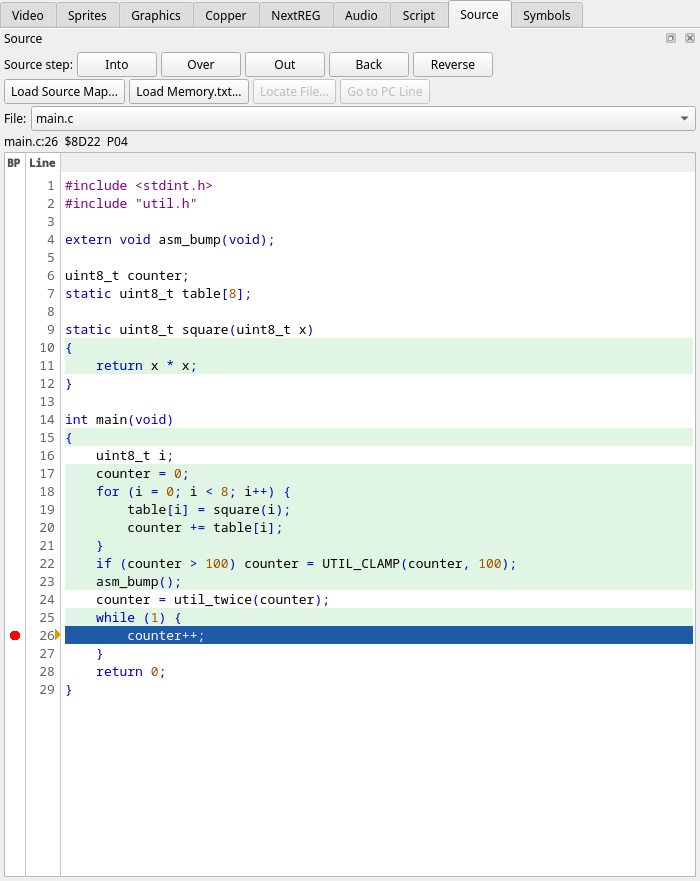 Video Sprites Graphics Copper NextREG Audio Script Source Symbols
Source
Source step: Into Over Out Back Reverse
Load Source Map... Load Memory.txt... Locate File... Go to PC Line
File: main.c
main.c:26 $8D22 P04
BP Line
1 #include <stdint.h>
2 #include "util.h"
3
4 extern void asm_bump(void);
5
6 uint8_t counter;
7 static uint8_t table[8];
8
9 static uint8_t square(uint8_t x)
10 {
11     return x * x;
12 }
13
14 int main(void)
15 {
16     uint8_t i;
17     counter = 0;
18     for (i = 0; i < 8; i++) {
19         table[i] = square(i);
20         counter += table[i];
21     }
22     if (counter > 100) counter = UTIL_CLAMP(counter, 100);
23     asm_bump();
24     counter = util_twice(counter);
25     while (1) {
26         counter++;
27     }
28     return 0;
29 }